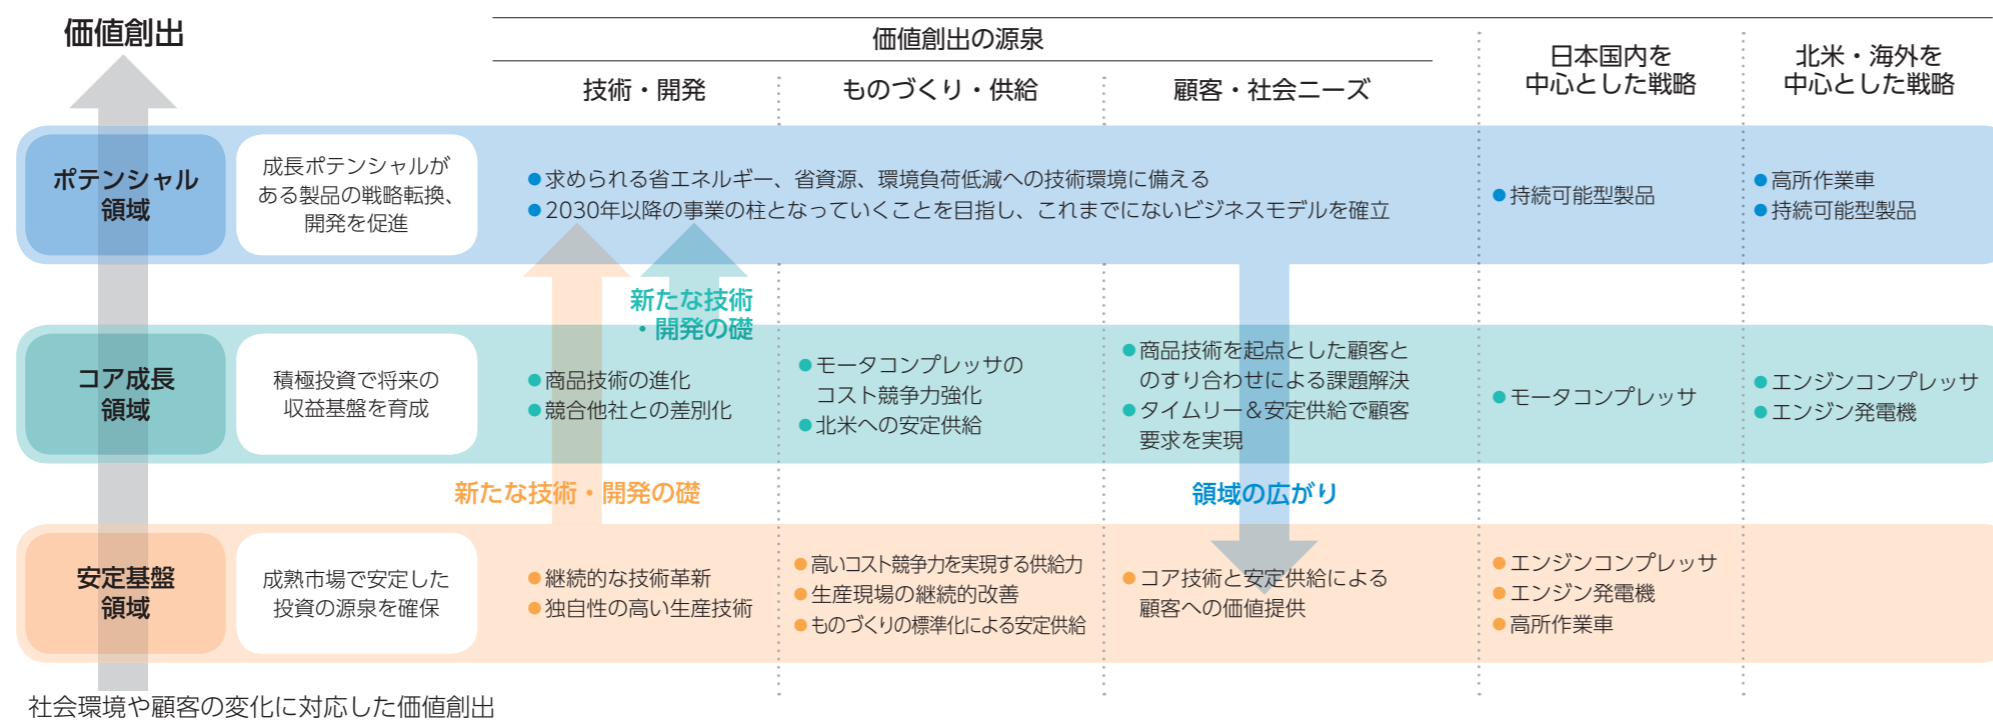 価値創出
価値創出の源泉
技術・開発
ものづくり・供給
顧客・社会ニーズ
日本国内を
中心とした戦略
北米・海外を
中心とした戦略
ポテンシャル
領域
成長ポテンシャルが
ある製品の戦略転換、
開発を促進
●求められる省エネルギー、省資源、環境負荷低減への技術環境に備える
●2030年以降の事業の柱となっていくことを目指し、これまでにないビジネスモデルを確立
●持続可能型製品
●高所作業車
●持続可能型製品
新たな技術
・開発の礎
コア成長
領域
積極投資で将来の
収益基盤を育成
●商品技術の進化
●競合他社との差別化
●モータコンプレッサの
コスト競争力強化
●北米への安定供給
●商品技術を起点とした顧客と
のすり合わせによる課題解決
●タイムリー＆安定供給で顧客
要求を実現
●モータコンプレッサ
●エンジンコンプレッサ
●エンジン発電機
新たな技術・開発の礎
領域の広がり
安定基盤
領域
成熟市場で安定した
投資の源泉を確保
●継続的な技術革新
●独自性の高い生産技術
●高いコスト競争力を実現する供給力
●生産現場の継続的改善
●ものづくりの標準化による安定供給
●コア技術と安定供給による
顧客への価値提供
●エンジンコンプレッサ
●エンジン発電機
●高所作業車
社会環境や顧客の変化に対応した価値創出